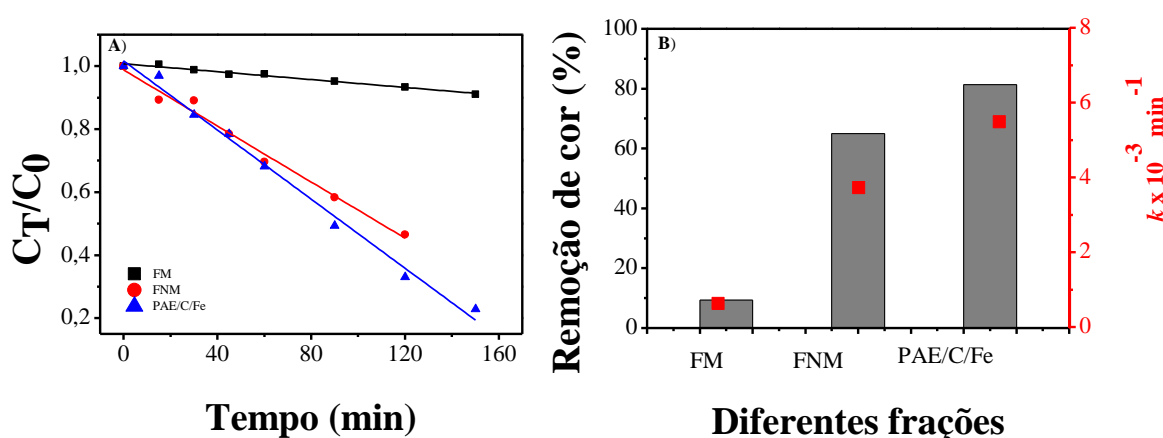 A)
1,0
0,8
0,6
0,4
0,2
0
40
80
120
160
C_T/C_0
FM
FNM
PAE/C/Fe
Tempo (min)
B)
100
80
60
40
20
0
Remoção de cor (%)
FM
FNM
PAE/C/Fe
Diferentes frações
8
6
4
2
0
k x 10^-3 min^-1